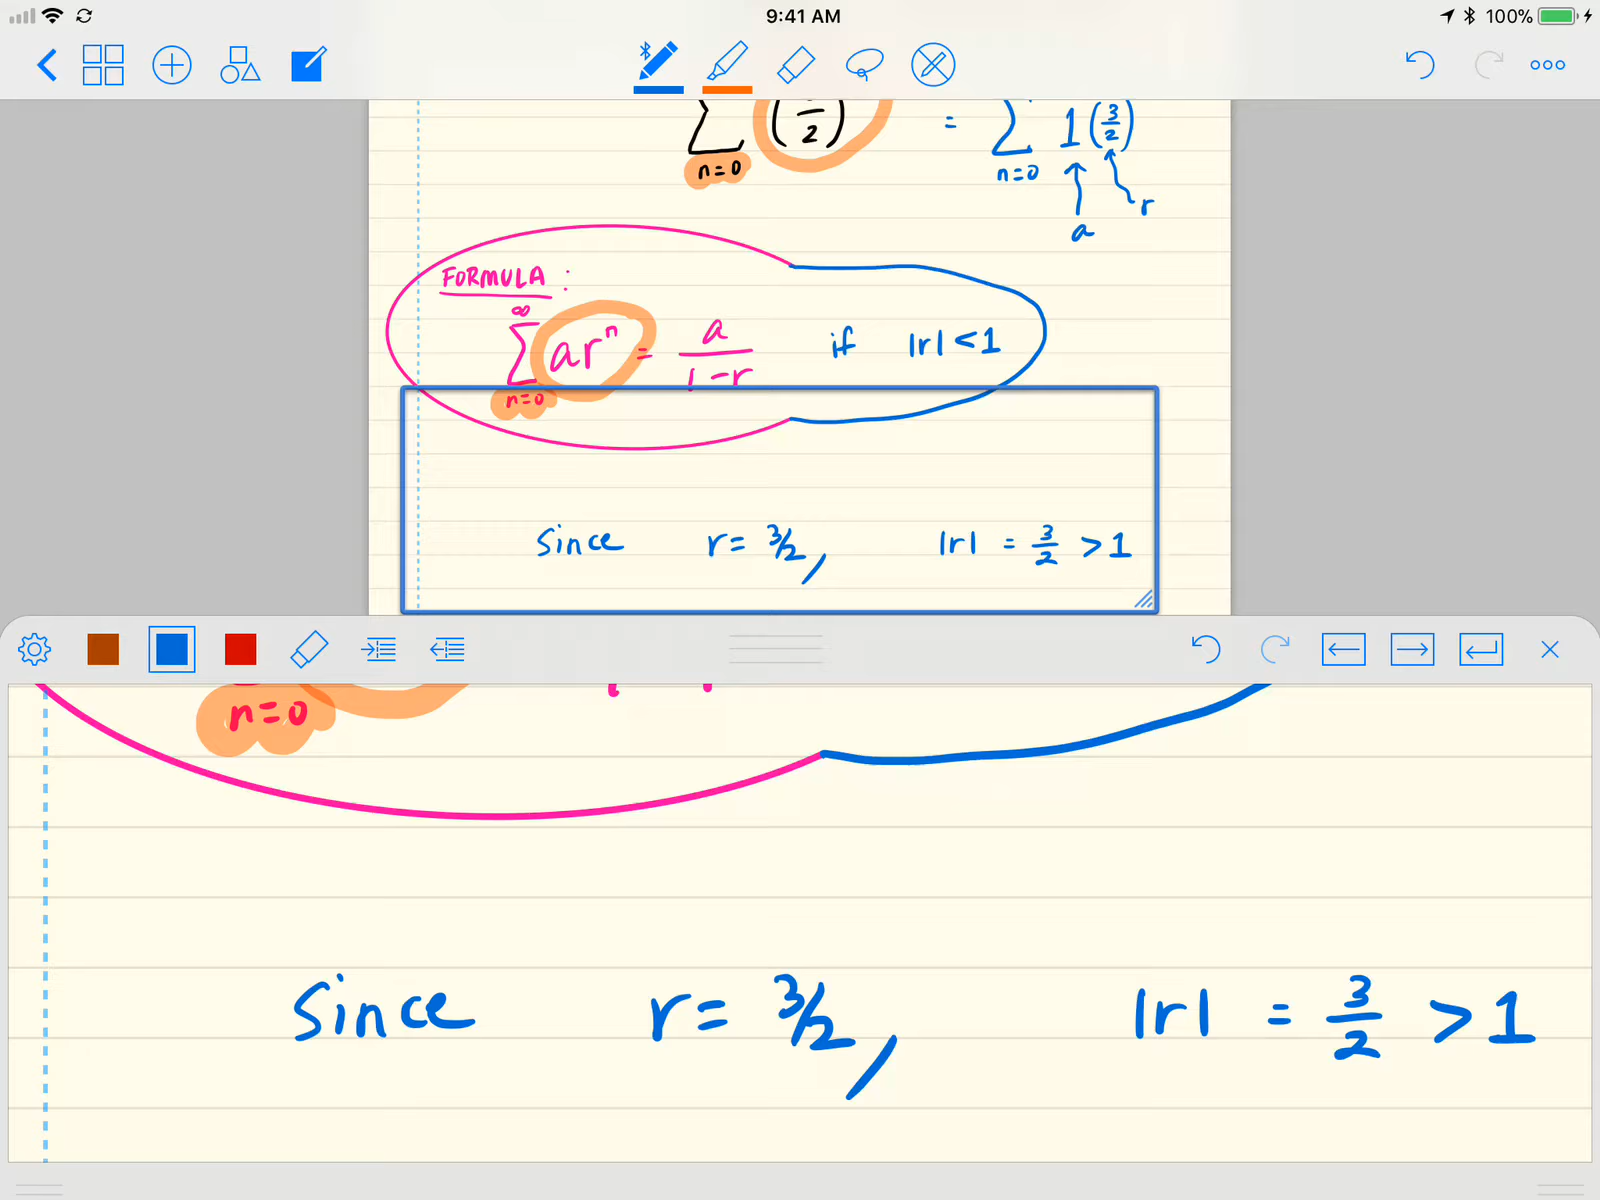 9:41 AM
100%
∑ ( — / 2 ) = ∑ 1 (3/2)
n=0 n=0
r
a
FORMULA :
∞
∑ arⁿ = a/(1-r) if |r| < 1
n=0
Since r = 3/2, |r| = 3/2 > 1
n=0
Since r = 3/2, |r| = 3/2 > 1